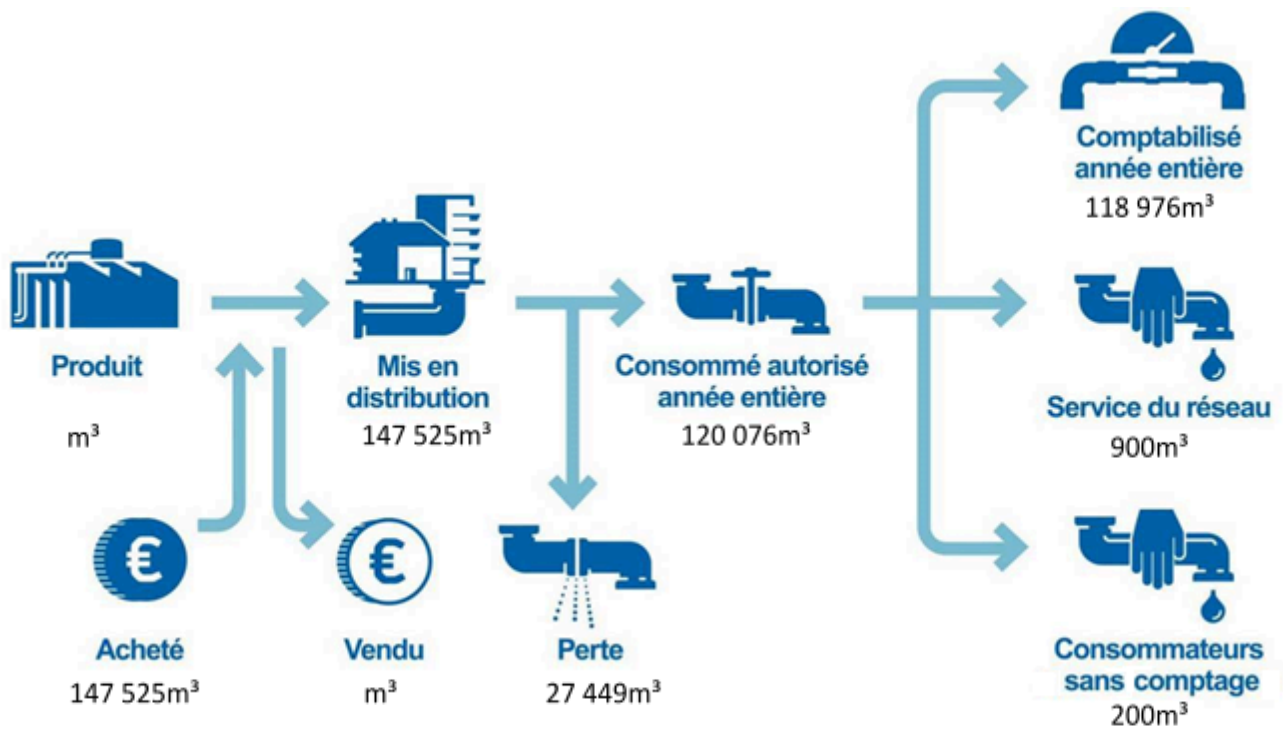 Comptabilisé
année entière
118 976m³
Produit
m³
Mis en
distribution
147 525m³
Consommé autorisé
année entière
120 076m³
Service du réseau
900m³
€
Acheté
147 525m³
€
Vendu
m³
Perte
27 449m³
Consommateurs
sans comptage
200m³